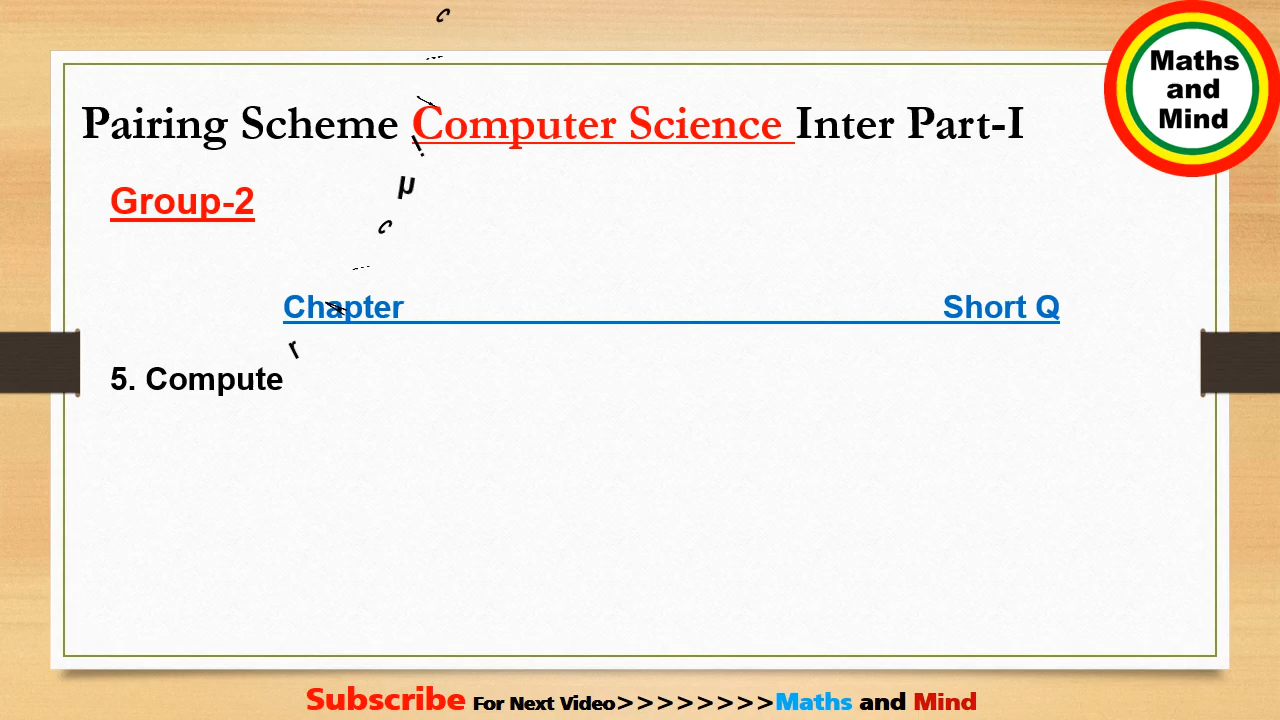 Maths
and
Mind
Pairing Scheme Computer Science Inter Part-I
Group-2
Chapter Short Q
5. Compute r
Subscribe For Next Video>>>>>>>>Maths and Mind